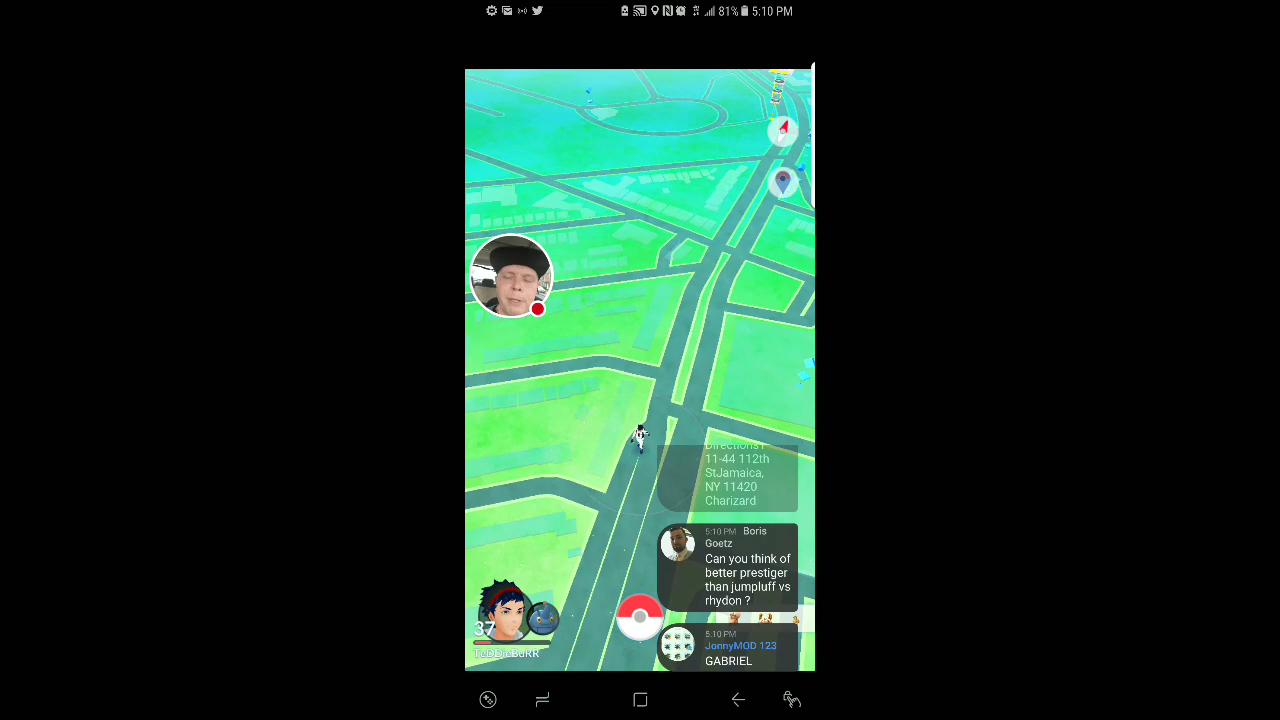 81% 5:10 PM
Directions:
11-44 112th
StJamaica,
NY 11420
Charizard
5:10 PM Boris
Goetz
Can you think of
better prestiger
than jumpluff vs
rhydon ?
5:10 PM
JonnyMOD 123
GABRIEL
37
TeDDieBuRR